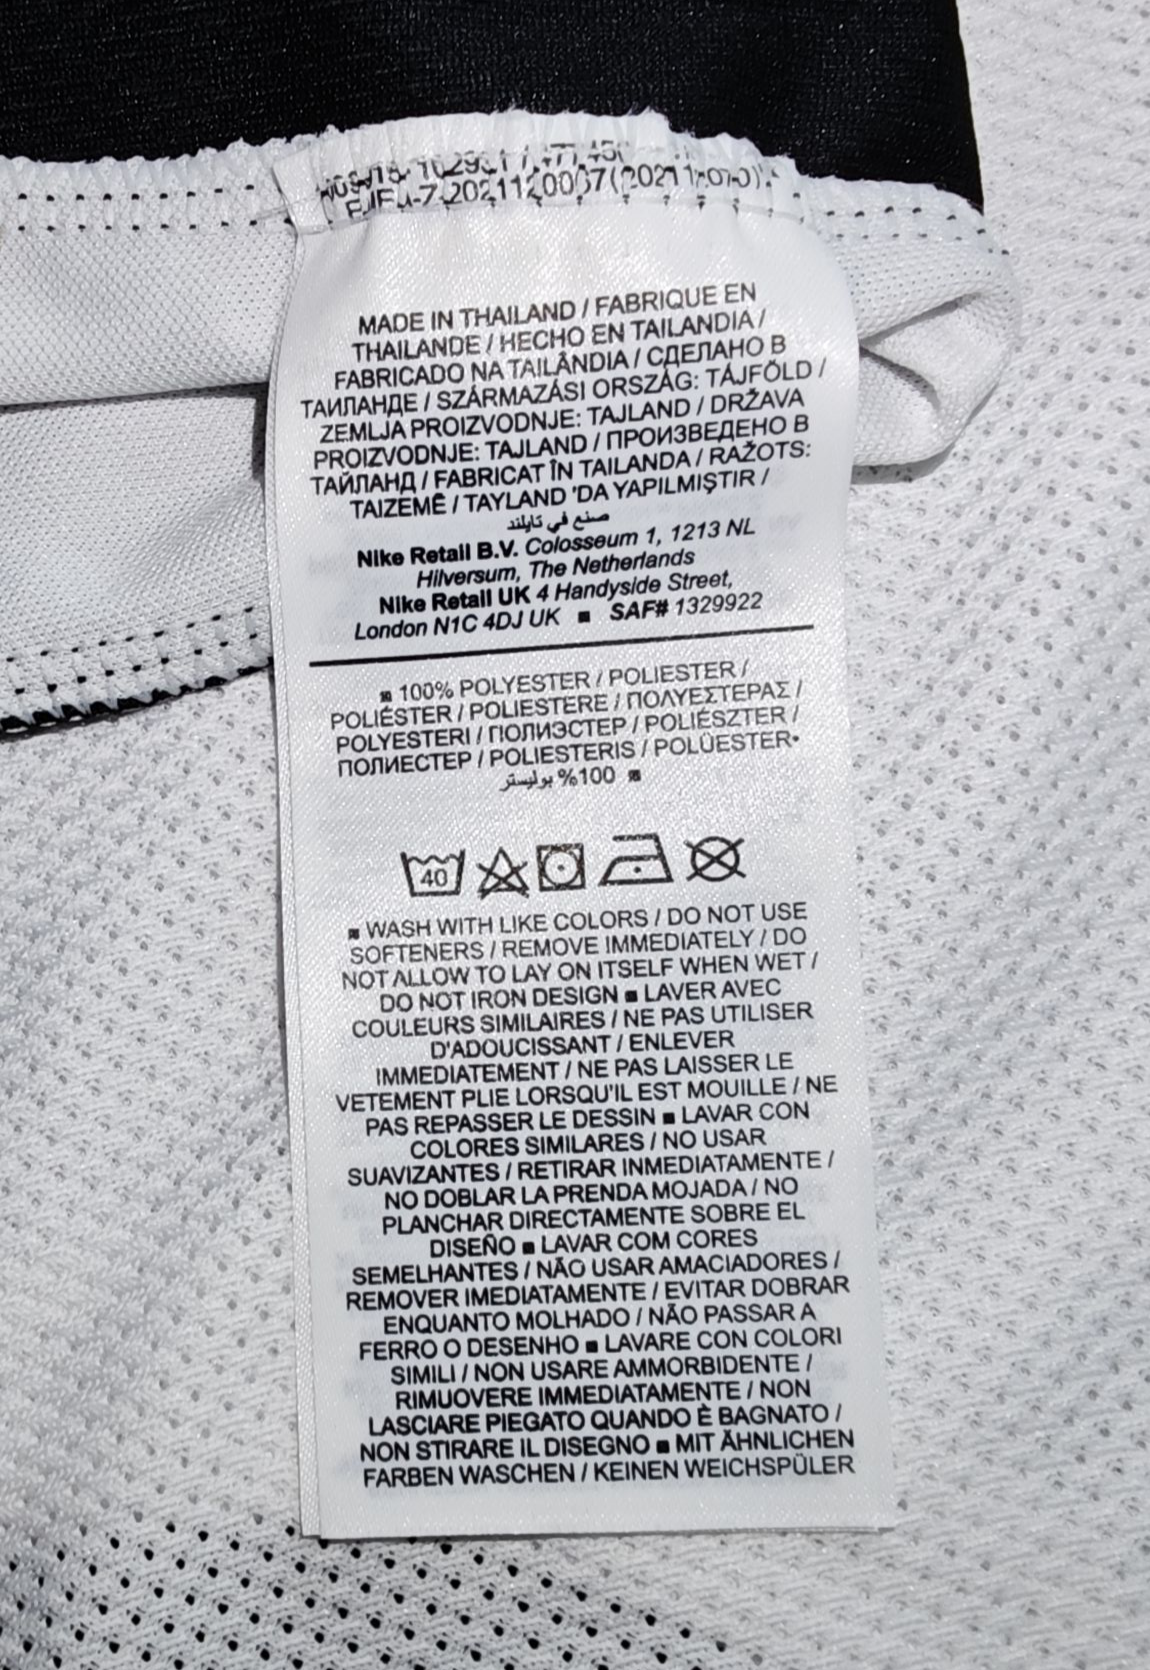 MADE IN THAILAND / FABRIQUE EN
THAILANDE / HECHO EN TAILANDIA /
FABRICADO NA TAILÂNDIA / СДЕЛАНО В
ТАИЛАНДЕ / SZÁRMAZÁSI ORSZÁG: TÁJFÖLD /
ZEMLJA PROIZVODNJE: TAJLAND / DRŽAVA
PROIZVODNJE: TAJLAND / ПРОИЗВЕДЕНО В
ТАЙЛАНД / FABRICAT ÎN TAILANDA / RAŽOTS:
TAIZEMĒ / TAYLAND 'DA YAPILMIŞTIR /
صنع في تايلند
Nike Retail B.V. Colosseum 1, 1213 NL
Hilversum, The Netherlands
Nike Retail UK 4 Handyside Street,
London N1C 4DJ UK ■ SAF# 1329922
100% POLYESTER / POLIESTER /
POLIÉSTER / POLIESTERE / ΠΟΛΥΕΣΤΕΡΑΣ /
POLYESTERI / ПОЛИЭСТЕР / POLIÉSZTER /
ПОЛИЕСТЕР / POLIESTERIS / POLÜESTER•
100% بوليستر
40
■ WASH WITH LIKE COLORS / DO NOT USE
SOFTENERS / REMOVE IMMEDIATELY / DO
NOT ALLOW TO LAY ON ITSELF WHEN WET /
DO NOT IRON DESIGN ■ LAVER AVEC
COULEURS SIMILAIRES / NE PAS UTILISER
D'ADOUCISSANT / ENLEVER
IMMEDIATEMENT / NE PAS LAISSER LE
VETEMENT PLIE LORSQU'IL EST MOUILLE / NE
PAS REPASSER LE DESSIN ■ LAVAR CON
COLORES SIMILARES / NO USAR
SUAVIZANTES / RETIRAR INMEDIATAMENTE /
NO DOBLAR LA PRENDA MOJADA / NO
PLANCHAR DIRECTAMENTE SOBRE EL
DISEÑO ■ LAVAR COM CORES
SEMELHANTES / NÃO USAR AMACIADORES /
REMOVER IMEDIATAMENTE / EVITAR DOBRAR
ENQUANTO MOLHADO / NÃO PASSAR A
FERRO O DESENHO ■ LAVARE CON COLORI
SIMILI / NON USARE AMMORBIDENTE /
RIMUOVERE IMMEDIATAMENTE / NON
LASCIARE PIEGATO QUANDO È BAGNATO /
NON STIRARE IL DISEGNO ■ MIT ÄHNLICHEN
FARBEN WASCHEN / KEINEN WEICHSPÜLER